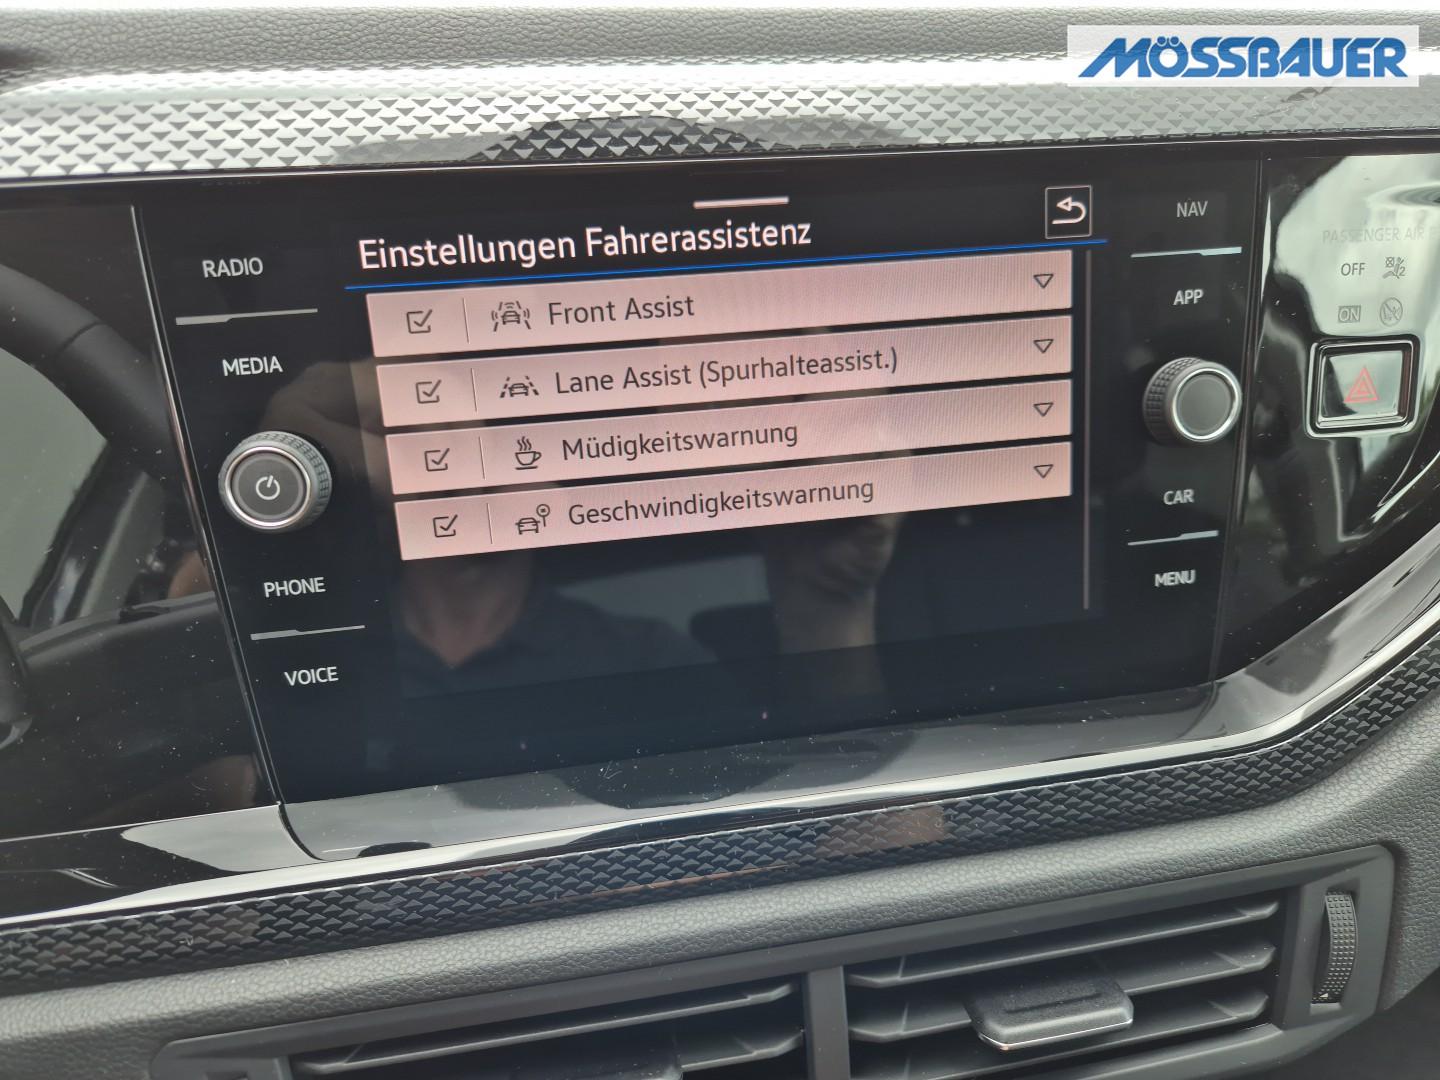 MÖSSBAUER
Einstellungen Fahrerassistenz
Front Assist
Lane Assist (Spurhalteassist.)
Müdigkeitswarnung
Geschwindigkeitswarnung
RADIO
MEDIA
PHONE
VOICE
NAV
APP
CAR
MENU
PASSENGER AIR
OFF
ON